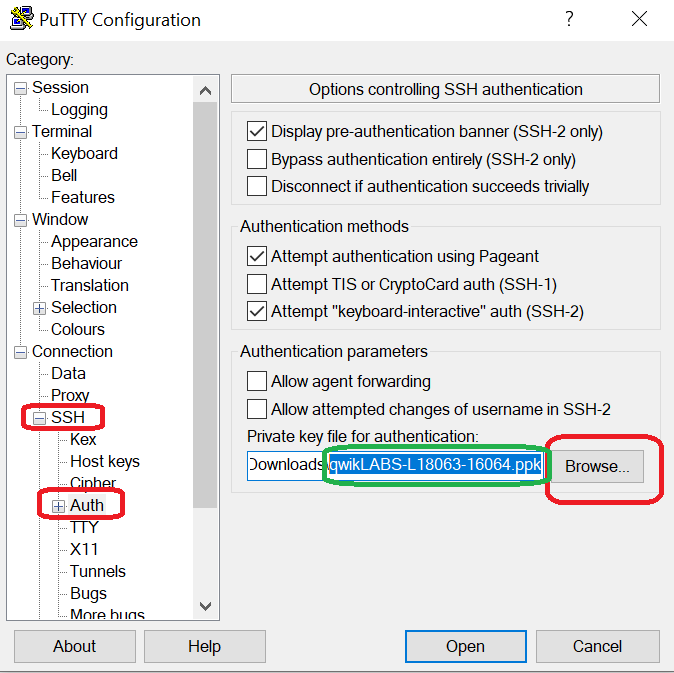 PuTTY Configuration
?
Category:
Session
Logging
Terminal
Keyboard
Bell
Features
Window
Appearance
Behaviour
Translation
Selection
Colours
Connection
Data
Proxy
SSH
Kex
Host keys
Cipher
Auth
TTY
X11
Tunnels
Bugs
More bugs
Options controlling SSH authentication
Display pre-authentication banner (SSH-2 only)
Bypass authentication entirely (SSH-2 only)
Disconnect if authentication succeeds trivially
Authentication methods
Attempt authentication using Pageant
Attempt TIS or CryptoCard auth (SSH-1)
Attempt "keyboard-interactive" auth (SSH-2)
Authentication parameters
Allow agent forwarding
Allow attempted changes of username in SSH-2
Private key file for authentication:
Downloads\qwikLABS-L18063-16064.ppk
Browse...
About
Help
Open
Cancel